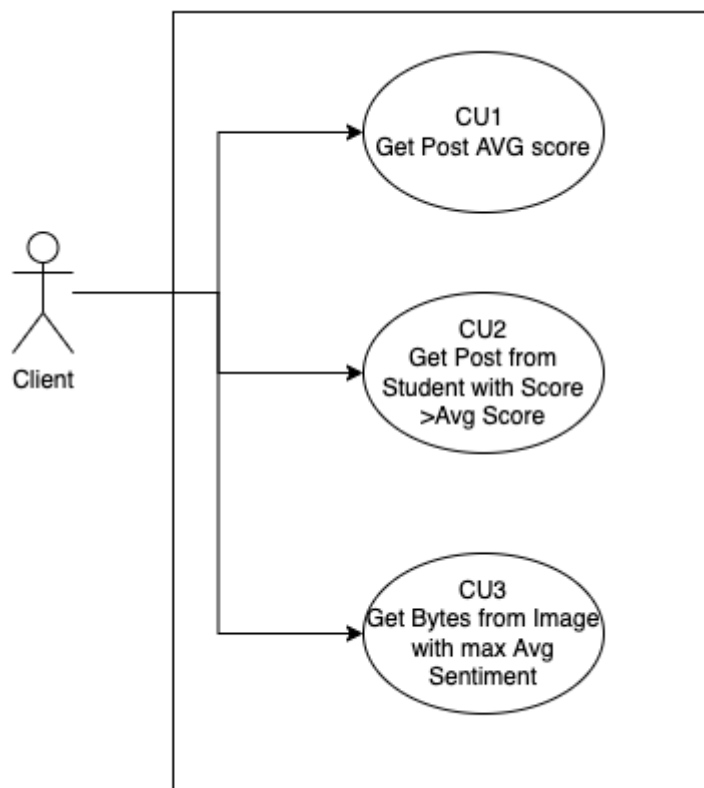 CU1
Get Post AVG score
Client
CU2
Get Post from
Student with Score
>Avg Score
CU3
Get Bytes from Image
with max Avg
Sentiment